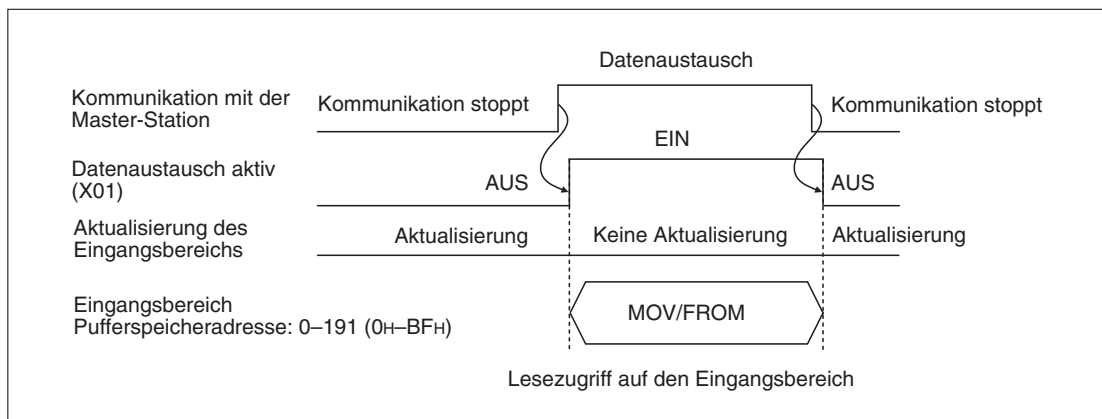 Datenaustausch
Kommunikation mit der
Master-Station
Kommunikation stoppt
Kommunikation stoppt
EIN
Datenaustausch aktiv
(X01)
AUS
AUS
Aktualisierung des
Eingangsbereichs
Aktualisierung
Keine Aktualisierung
Aktualisierung
Eingangsbereich
Pufferspeicheradresse: 0–191 (0H–BFH)
MOV/FROM
Lesezugriff auf den Eingangsbereich